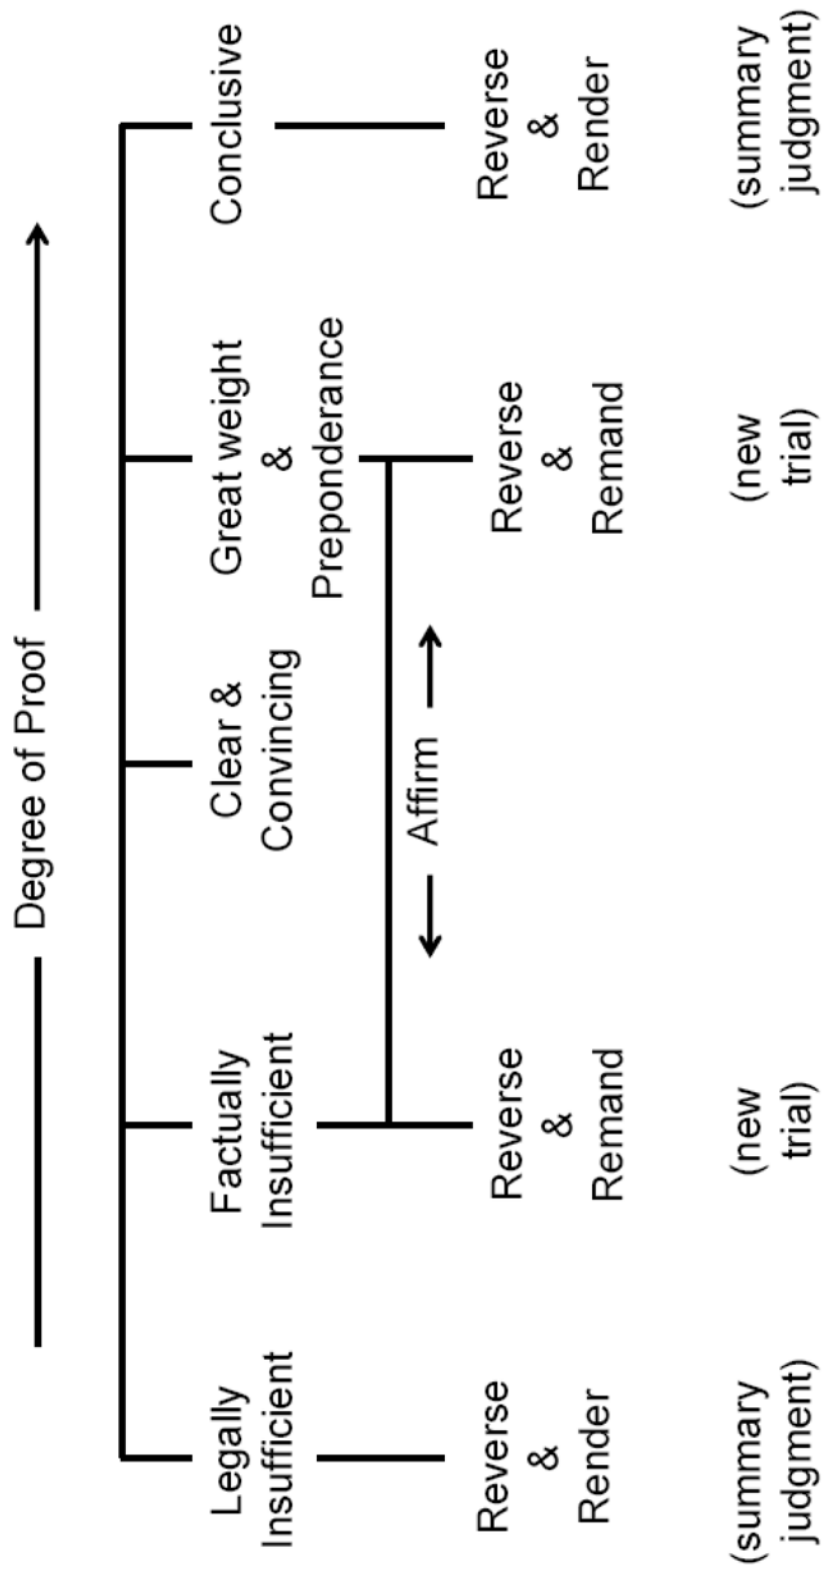 Degree of Proof
Legally
Insufficient
Factually
Insufficient
Clear &
Convincing
Great weight
&
Preponderance
Conclusive
Affirm
Reverse
&
Render
Reverse
&
Remand
Reverse
&
Remand
Reverse
&
Render
(summary
judgment)
(new
trial)
(new
trial)
(summary
judgment)